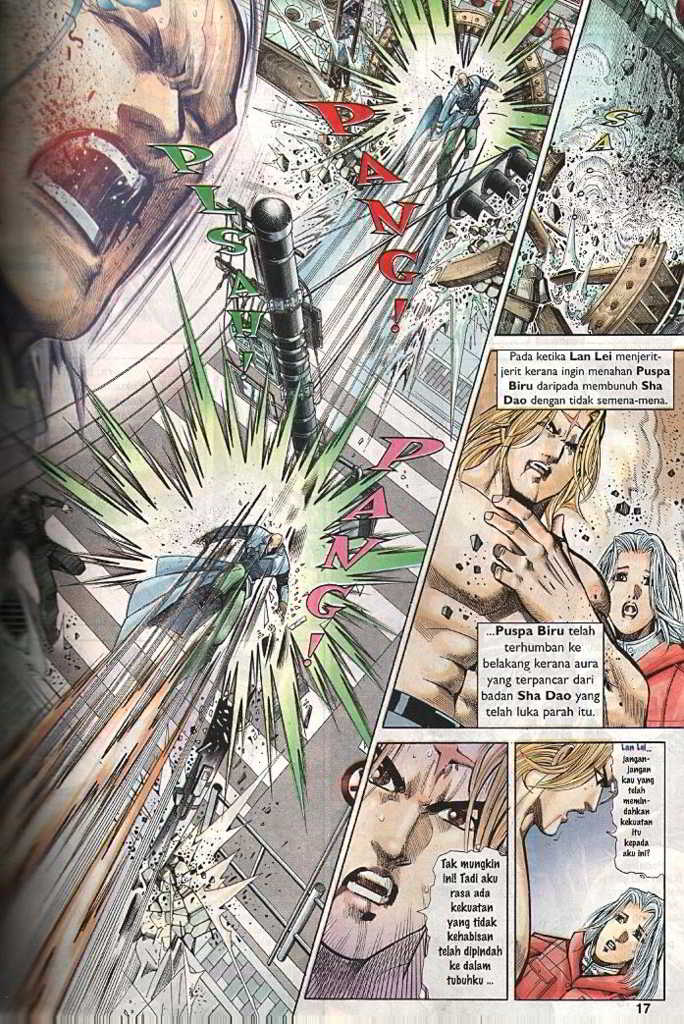 PANG!
PLSAH!
PANG!
SA
Pada ketika Lan Lei menjerit-
jerit kerana ingin menahan Puspa
Biru daripada membunuh Sha
Dao dengan tidak semena-mena.
...Puspa Biru telah
terhumban ke
belakang kerana aura
yang terpancar dari
badan Sha Dao yang
telah luka parah itu.
Tak mungkin
ini! Tadi aku
rasa ada
kekuatan
yang tidak
kehabisan
telah dipindah
ke dalam
tubuhku ...
Lan Lei,,,
jangan-
jangan
kau yang
telah
memin-
dahkan
kekuatan
itu
kepada
aku ini?
17